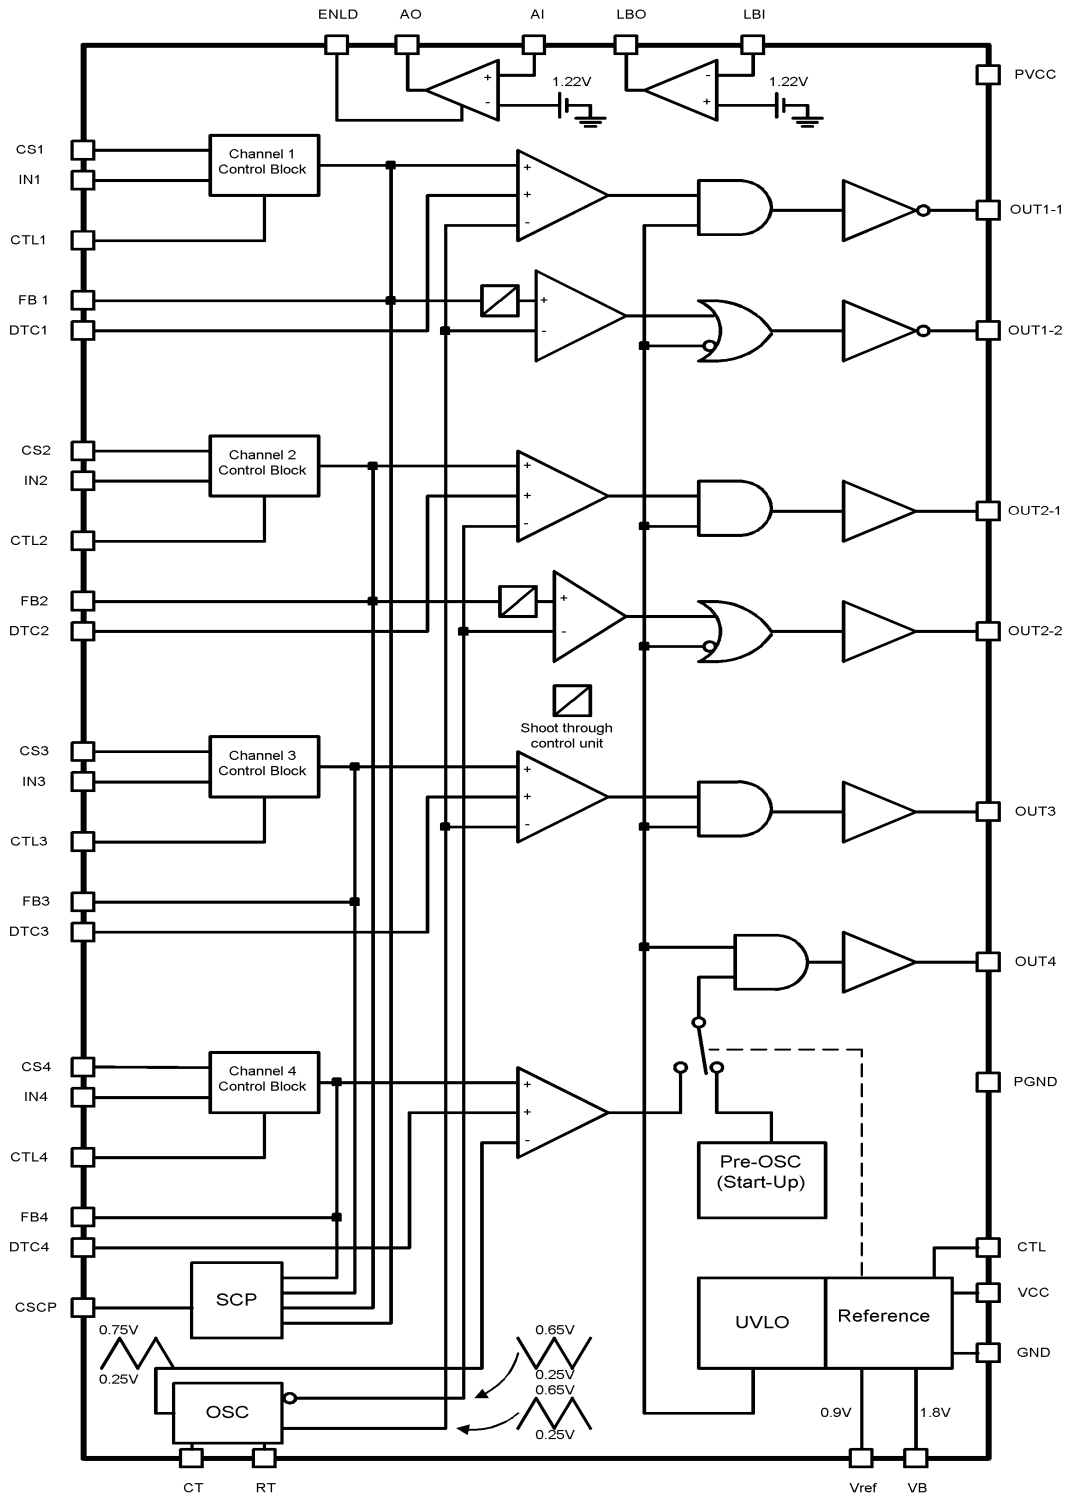 ENLD AO AI LBO LBI
PVCC
+
-
1.22V
-
+
1.22V
CS1
IN1
CTL1
Channel 1
Control Block
+
+
-
OUT1-1
FB 1
DTC1
+
-
OUT1-2
CS2
IN2
CTL2
Channel 2
Control Block
+
+
-
OUT2-1
FB2
DTC2
+
-
OUT2-2
Shoot through
control unit
CS3
IN3
CTL3
Channel 3
Control Block
+
+
-
OUT3
FB3
DTC3
OUT4
CS4
IN4
CTL4
Channel 4
Control Block
+
+
-
PGND
Pre-OSC
(Start-Up)
FB4
DTC4
CTL
VCC
GND
CSCP
SCP
UVLO
Reference
0.75V
0.25V
0.65V
0.25V
0.65V
0.25V
OSC
0.9V
1.8V
CT RT Vref VB